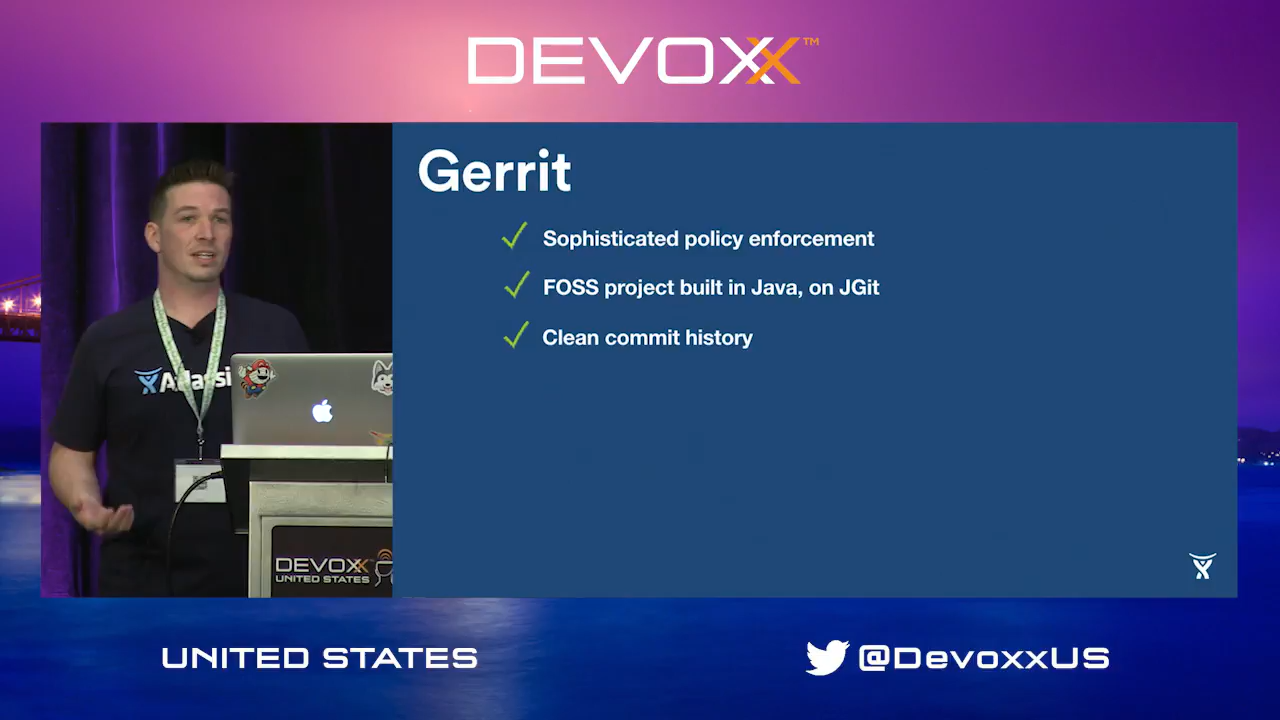 DEVOXX™
Gerrit
Sophisticated policy enforcement
FOSS project built in Java, on JGit
Clean commit history
DEVOXX
UNITED STATES
UNITED STATES
@DevoxxUS